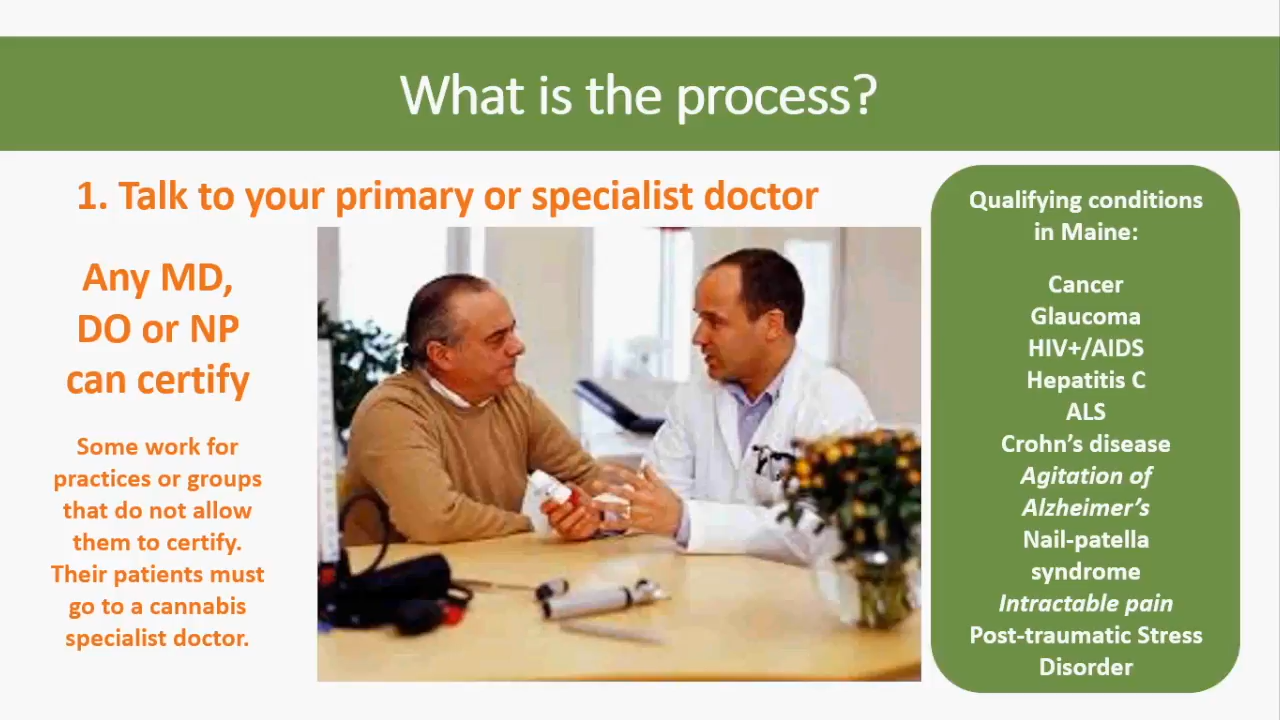 What is the process?
1. Talk to your primary or specialist doctor
Any MD,
DO or NP
can certify
Some work for
practices or groups
that do not allow
them to certify.
Their patients must
go to a cannabis
specialist doctor.
Qualifying conditions
in Maine:
Cancer
Glaucoma
HIV+/AIDS
Hepatitis C
ALS
Crohn’s disease
Agitation of
Alzheimer’s
Nail-patella
syndrome
Intractable pain
Post-traumatic Stress
Disorder